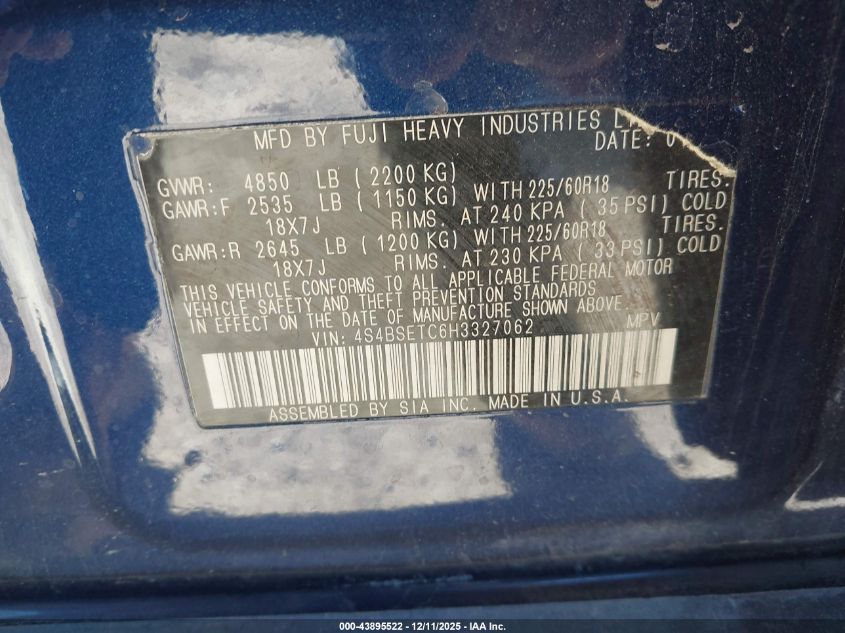 MFD BY FUJI HEAVY INDUSTRIES
DATE: 0
GVWR: 4850 LB (2200 KG)
GAWR:F 2535 LB (1150 KG) WITH 225/60R18 TIRES.
18X7J RIMS. AT 240 KPA (35 PSI) COLD
GAWR:R 2645 LB (1200 KG) WITH 225/60R18 TIRES.
18X7J RIMS. AT 230 KPA (33 PSI) COLD
THIS VEHICLE CONFORMS TO ALL APPLICABLE FEDERAL MOTOR
VEHICLE SAFETY AND THEFT PREVENTION STANDARDS
IN EFFECT ON THE DATE OF MANUFACTURE SHOWN ABOVE.
VIN: 4S4BSETC6H3327062 MPV
ASSEMBLED BY SIA INC. MADE IN U.S.A.
000-43895522 - 12/11/2025 - IAA Inc.